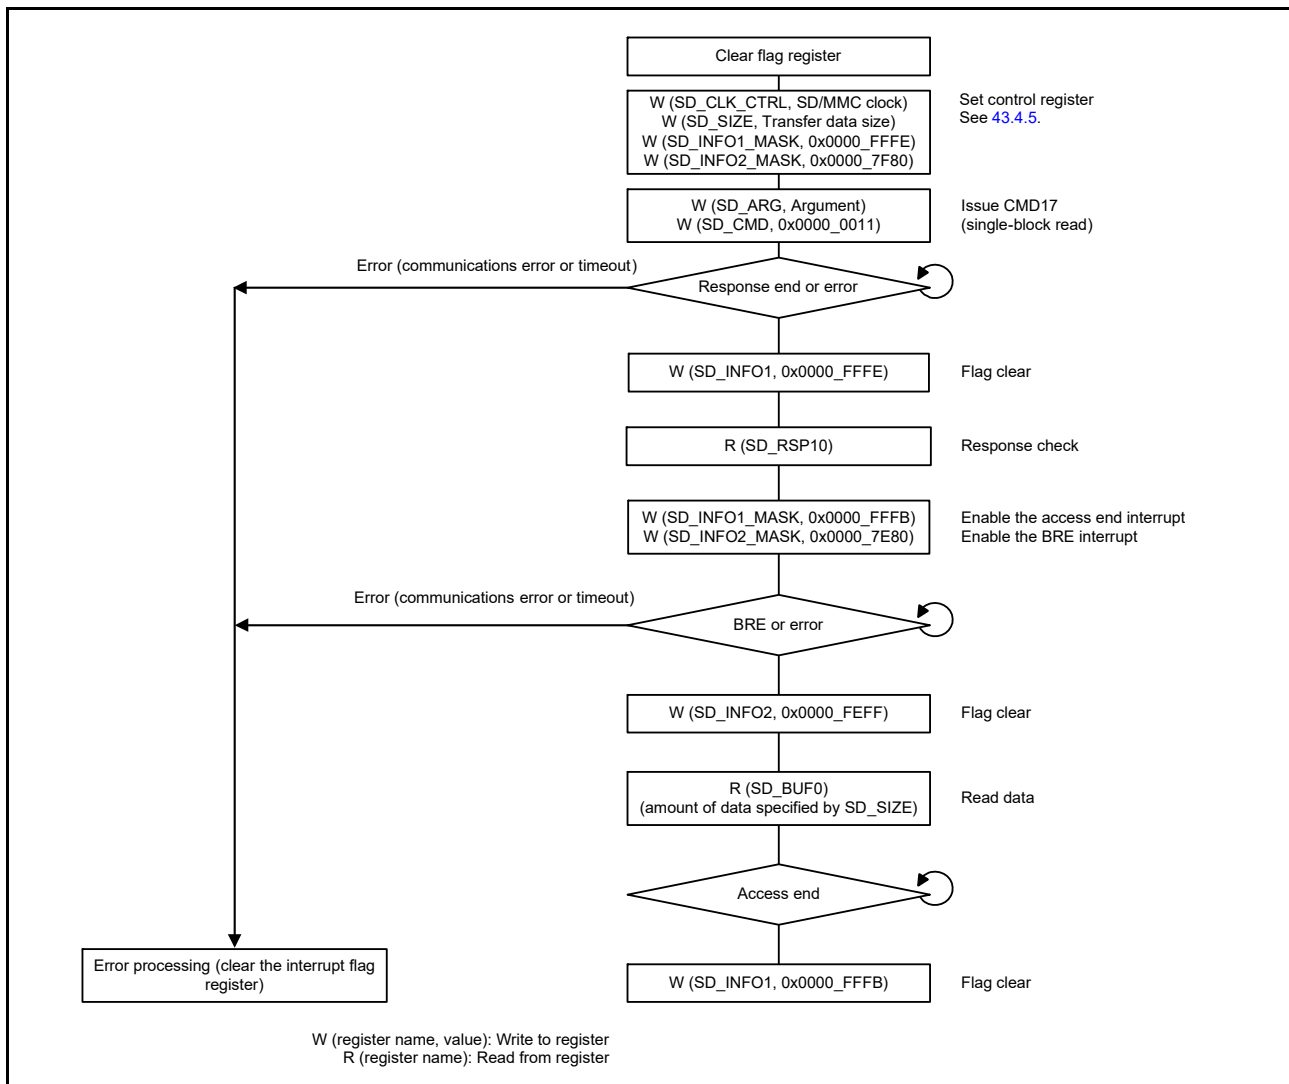 Clear flag register
W (SD_CLK_CTRL, SD/MMC clock)
W (SD_SIZE, Transfer data size)
W (SD_INFO1_MASK, 0x0000_FFFE)
W (SD_INFO2_MASK, 0x0000_7F80)
Set control register
See 43.4.5.
W (SD_ARG, Argument)
W (SD_CMD, 0x0000_0011)
Issue CMD17
(single-block read)
Error (communications error or timeout)
Response end or error
W (SD_INFO1, 0x0000_FFFE)
Flag clear
R (SD_RSP10)
Response check
W (SD_INFO1_MASK, 0x0000_FFFB)
W (SD_INFO2_MASK, 0x0000_7E80)
Enable the access end interrupt
Enable the BRE interrupt
Error (communications error or timeout)
BRE or error
W (SD_INFO2, 0x0000_FEFF)
Flag clear
R (SD_BUF0)
(amount of data specified by SD_SIZE)
Read data
Access end
Error processing (clear the interrupt flag
register)
W (SD_INFO1, 0x0000_FFFB)
Flag clear
W (register name, value): Write to register
R (register name): Read from register